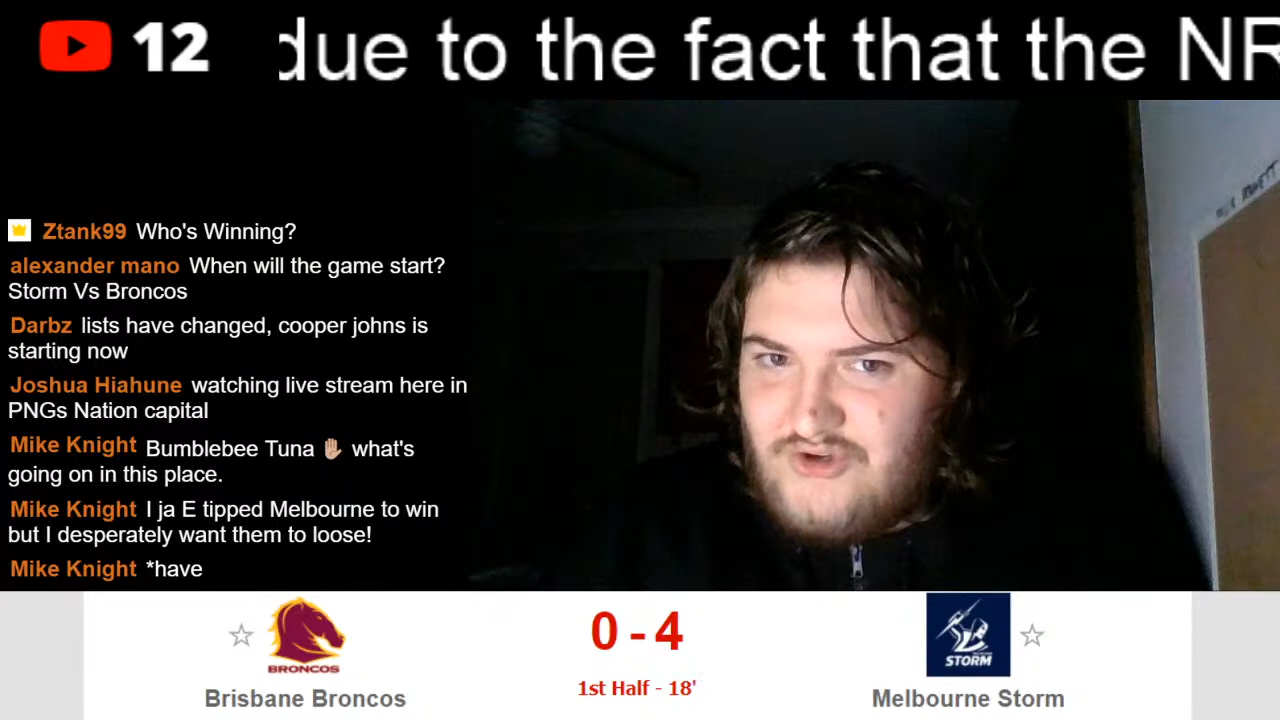 12
due to the fact that the NR
Ztank99 Who's Winning?
alexander mano When will the game start?
Storm Vs Broncos
Darbz lists have changed, cooper johns is
starting now
Joshua Hiahune watching live stream here in
PNGs Nation capital
Mike Knight Bumblebee Tuna ✋🏼 what's
going on in this place.
Mike Knight I ja E tipped Melbourne to win
but I desperately want them to loose!
Mike Knight *have
BRONCOS
Brisbane Broncos
0 - 4
1st Half - 18'
STORM
Melbourne Storm